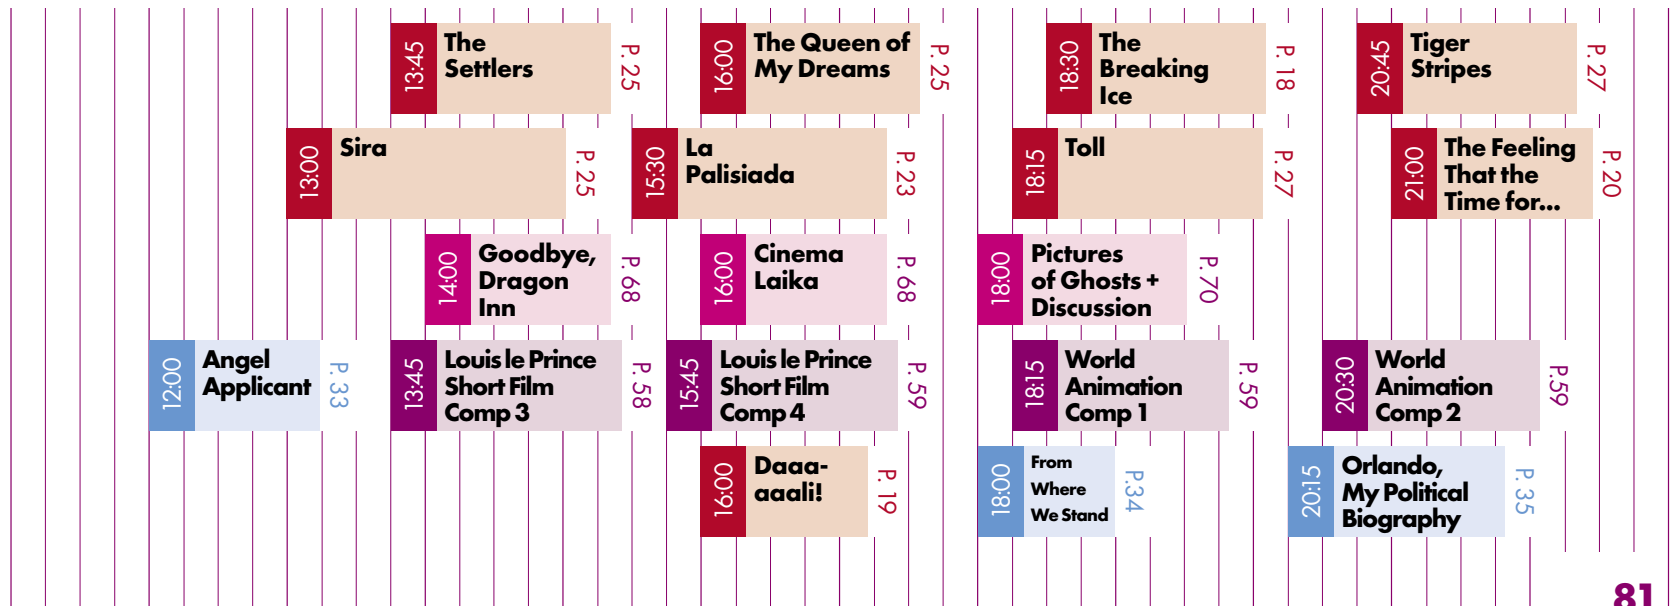 13:45
The
Settlers
P. 25
16:00
The Queen of
My Dreams
P. 25
18:30
The
Breaking
Ice
P. 18
20:45
Tiger
Stripes
P. 27
13:00
Sira
P. 25
15:30
La
Palisiada
P. 23
18:15
Toll
P. 27
21:00
The Feeling
That the
Time for...
P. 20
14:00
Goodbye,
Dragon
Inn
P. 68
16:00
Cinema
Laika
P. 68
18:00
Pictures
of Ghosts +
Discussion
P. 70
12:00
Angel
Applicant
P. 33
13:45
Louis le Prince
Short Film
Comp 3
P. 58
15:45
Louis le Prince
Short Film
Comp 4
P. 59
18:15
World
Animation
Comp 1
P. 59
20:30
World
Animation
Comp 2
P.59
16:00
Daaa-
aaali!
P. 19
18:00
From
Where
We Stand
P.34
20:15
Orlando,
My Political
Biography
P. 35
81